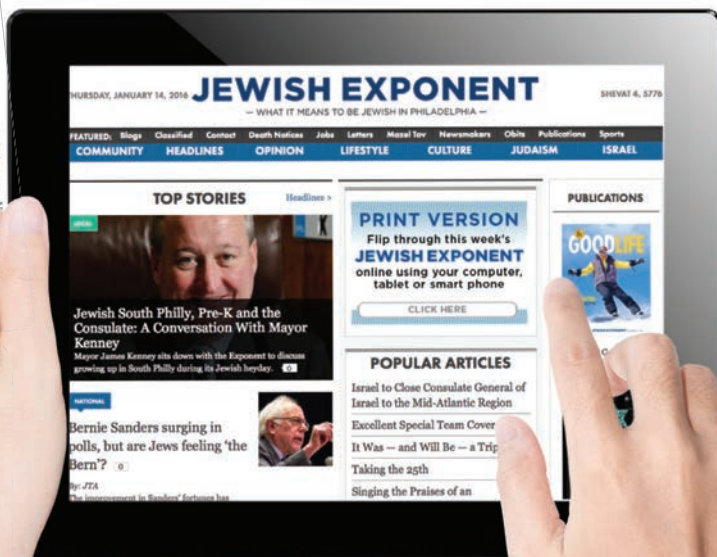 THURSDAY, JANUARY 14, 2016
JEWISH EXPONENT
SHEVAT 4, 5776
— WHAT IT MEANS TO BE JEWISH IN PHILADELPHIA —
FEATURED: Blogs Classified Contact Death Notices Jobs Letters Mazel Tov Newsmakers Obits Publications Sports
COMMUNITY HEADLINES OPINION LIFESTYLE CULTURE JUDAISM ISRAEL
TOP STORIES
Headlines >
LOCAL
Jewish South Philly, Pre-K and the
Consulate: A Conversation With Mayor
Kenney
Mayor James Kenney sits down with the Exponent to discuss
growing up in South Philly during its Jewish heyday. 0
NATIONAL
Bernie Sanders surging in
polls, but are Jews feeling 'the
Bern'? 0
By: JTA
The improvement in Sanders' fortunes has
PRINT VERSION
Flip through this week's
JEWISH EXPONENT
online using your computer,
tablet or smart phone
CLICK HERE
POPULAR ARTICLES
Israel to Close Consulate General of
Israel to the Mid-Atlantic Region
Excellent Special Team Cover
It Was — and Will Be — a Trip
Taking the 25th
Singing the Praises of an
PUBLICATIONS
GOODLIFE